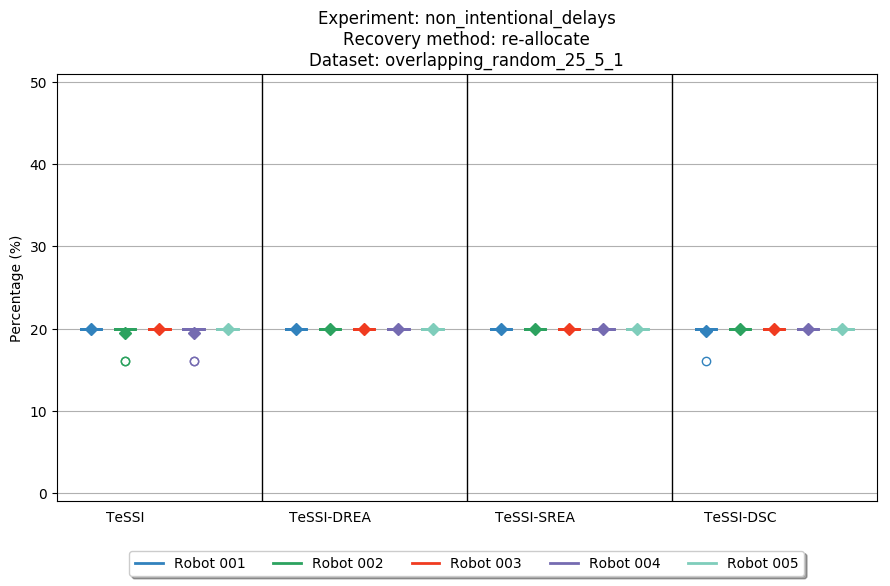 Experiment: non_intentional_delays
Recovery method: re-allocate
Dataset: overlapping_random_25_5_1
50
40
30
20
10
0
Percentage (%)
TeSSI TeSSI-DREA TeSSI-SREA TeSSI-DSC
Robot 001 Robot 002 Robot 003 Robot 004 Robot 005